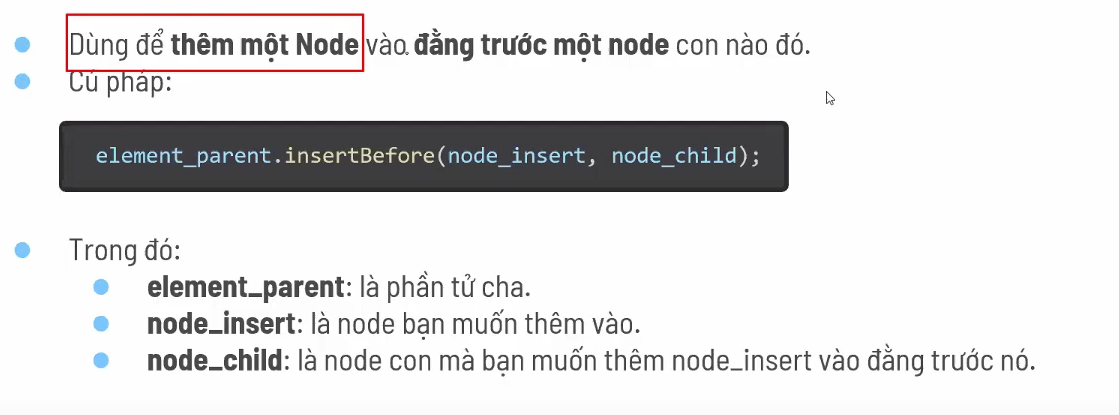 Dùng để thêm một Node vào đằng trước một node con nào đó.
Cú pháp:
element_parent.insertBefore(node_insert, node_child);
Trong đó:
element_parent: là phần tử cha.
node_insert: là node bạn muốn thêm vào.
node_child: là node con mà bạn muốn thêm node_insert vào đằng trước nó.